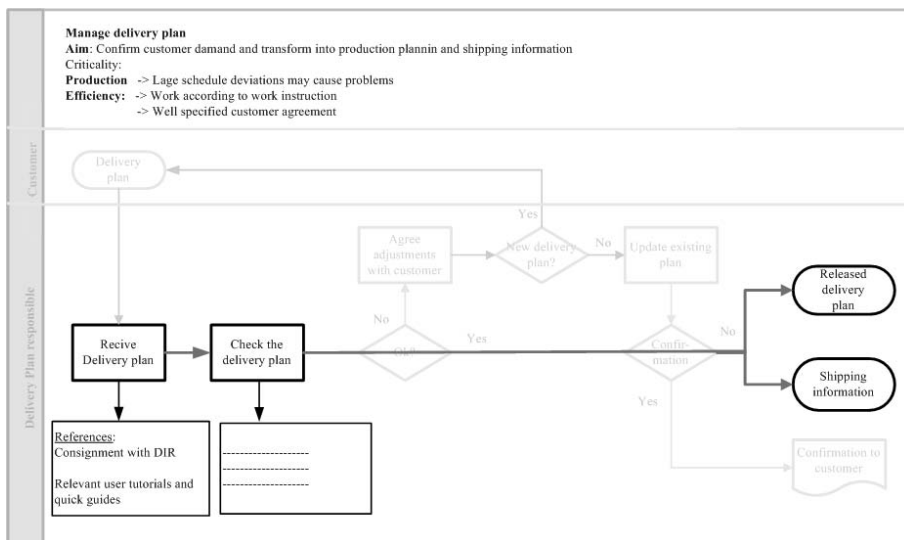 Manage delivery plan
Aim: Confirm customer damand and transform into production plannin and shipping information
Criticality:
Production -> Lage schedule deviations may cause problems
Efficiency: -> Work according to work instruction
-> Well specified customer agreement
Customer
Delivery
plan
Yes
Agree
adjustments
with customer
New delivery
plan?
No
Update existing
plan
Delivery Plan responsible
Recive
Delivery plan
Check the
delivery plan
No
Ok?
Yes
Confir-
mation
No
Yes
Released
delivery
plan
Shipping
information
References:
Consignment with DIR
Relevant user tutorials and
quick guides
--------------------
--------------------
--------------------
Confirmation to
customer